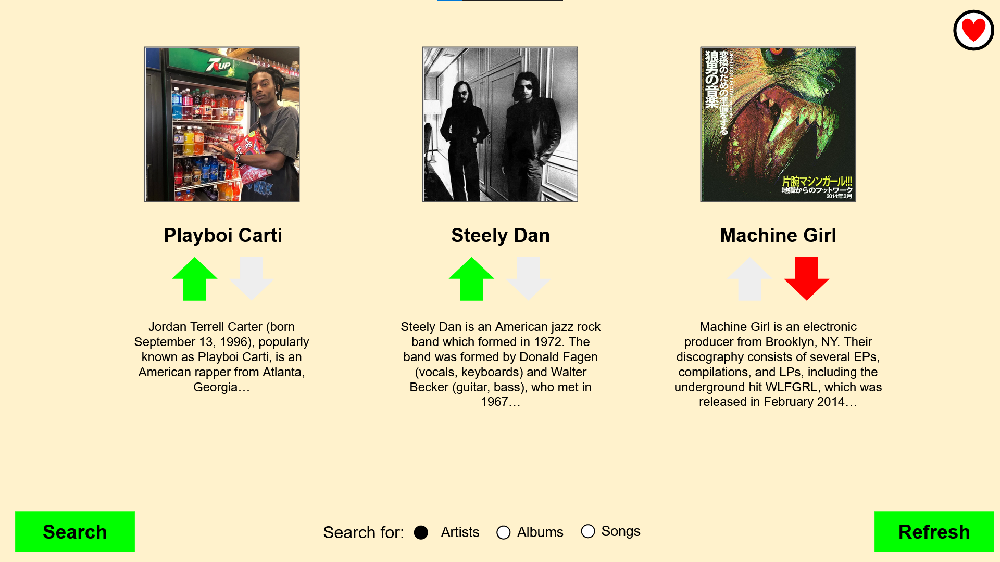 7UP
狼男の音楽
変換のための準備をする
DRED COLLECTIVE presents
片腕マシンガール!!!
地獄からのフットワーク
2014年2月
Playboi Carti
Steely Dan
Machine Girl
Jordan Terrell Carter (born
September 13, 1996), popularly
known as Playboi Carti, is an
American rapper from Atlanta,
Georgia…
Steely Dan is an American jazz rock
band which formed in 1972. The
band was formed by Donald Fagen
(vocals, keyboards) and Walter
Becker (guitar, bass), who met in
1967…
Machine Girl is an electronic
producer from Brooklyn, NY. Their
discography consists of several EPs,
compilations, and LPs, including the
underground hit WLFGRL, which was
released in February 2014…
Search
Search for:
Artists
Albums
Songs
Refresh